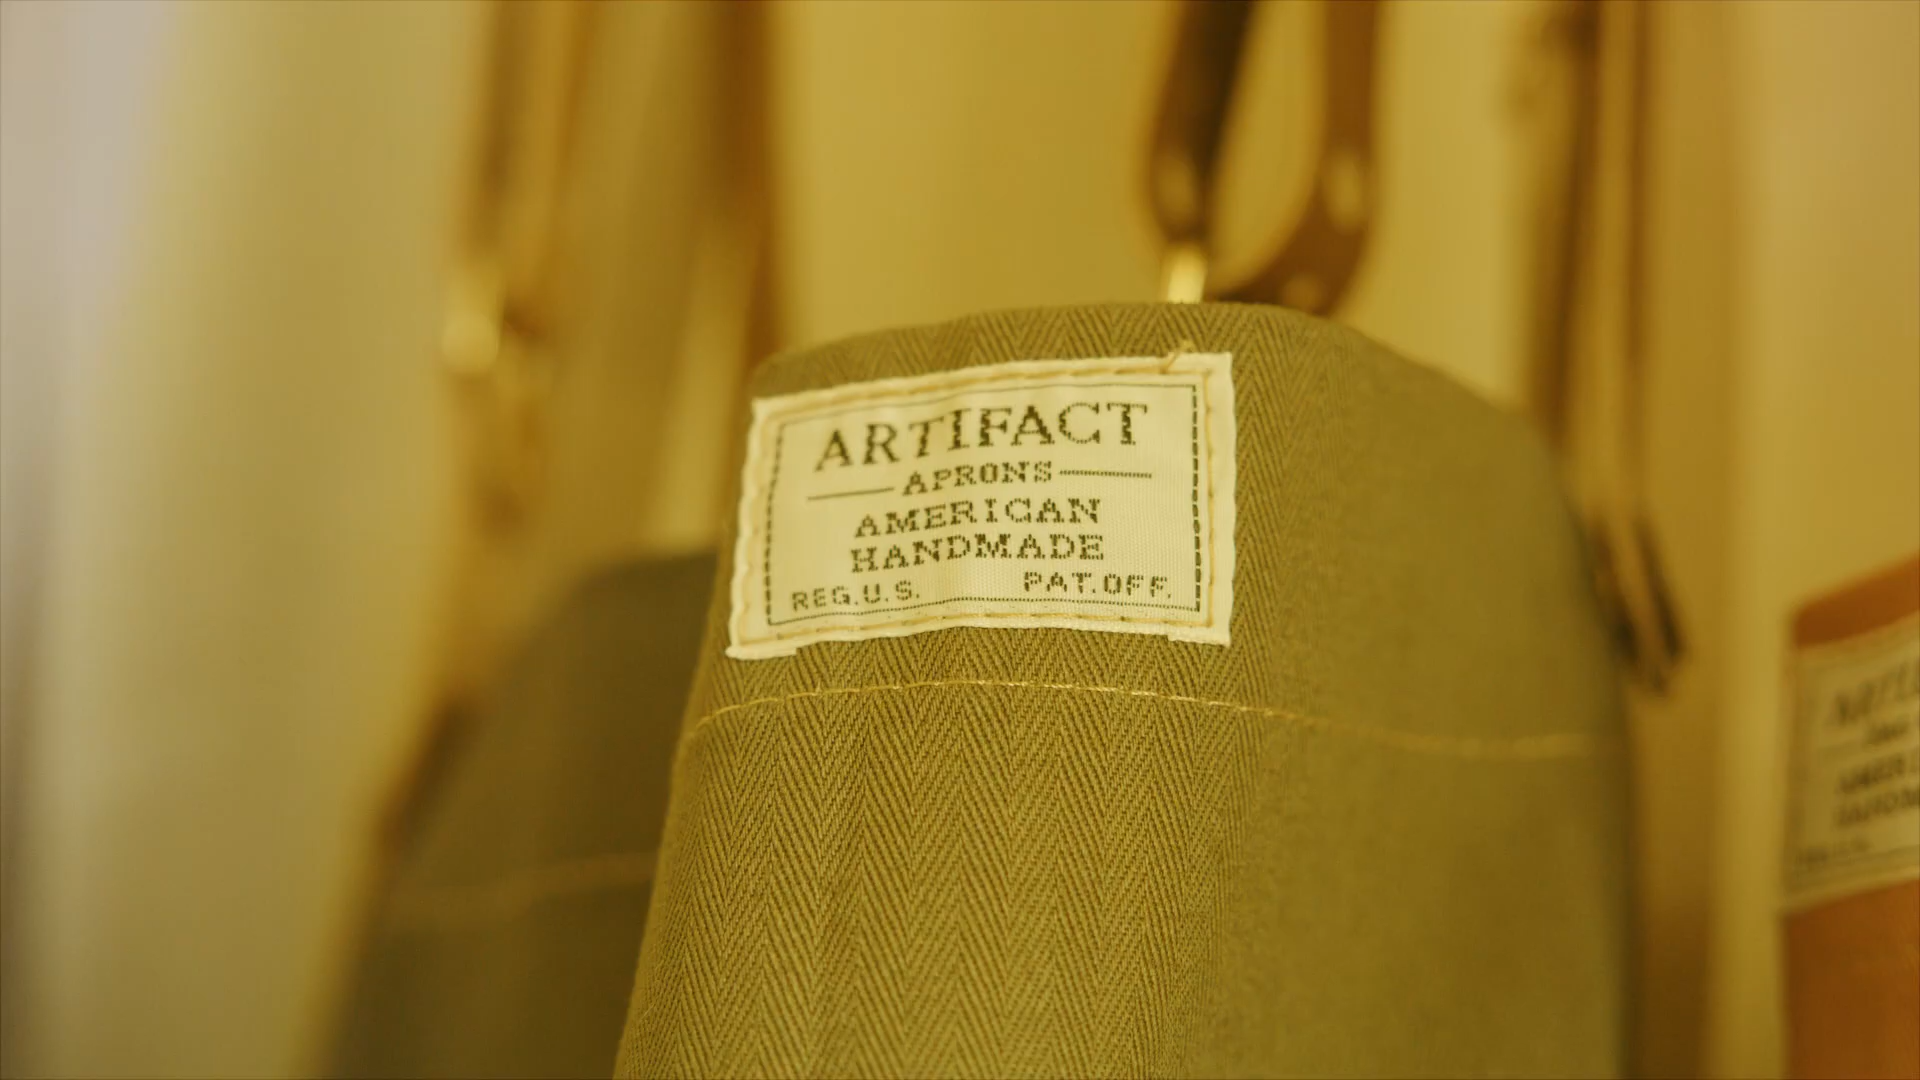 ARTIFACT
APRONS
AMERICAN
HANDMADE
REG.U.S. PAT.OFF.